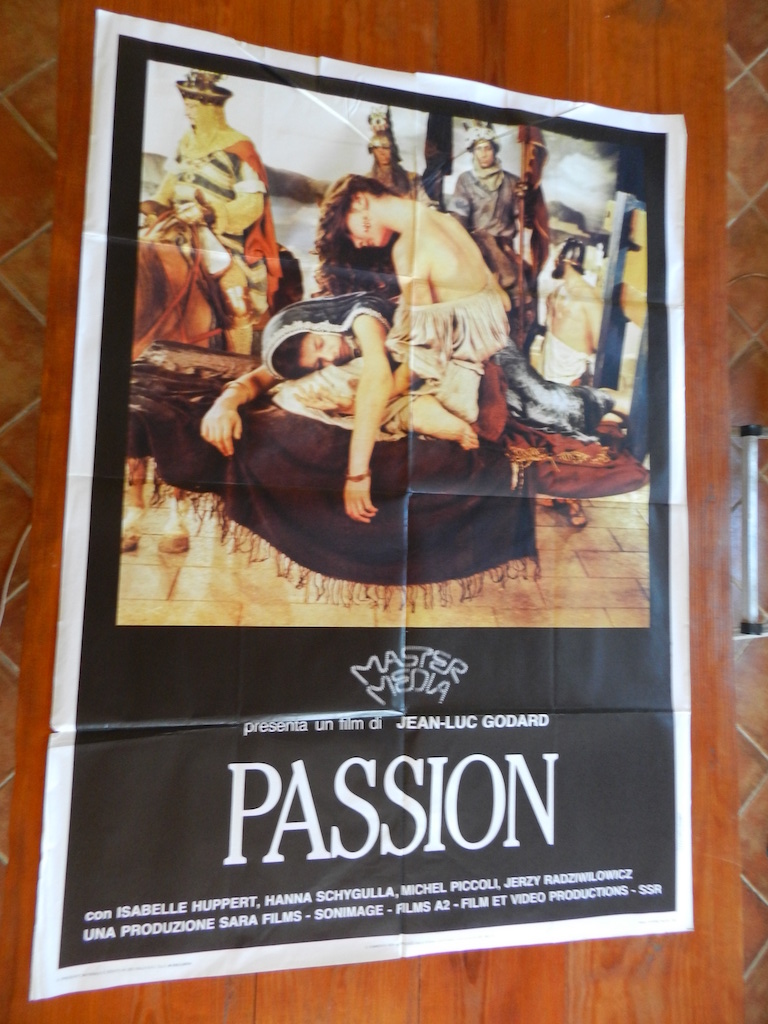 MASTER
MEDIA
presenta un film di JEAN-LUC GODARD
PASSION
con ISABELLE HUPPERT, HANNA SCHYGULLA, MICHEL PICCOLI, JERZY RADZIWILOWICZ
UNA PRODUZIONE SARA FILMS - SONIMAGE - FILMS A2 - FILM ET VIDEO PRODUCTIONS - SSR